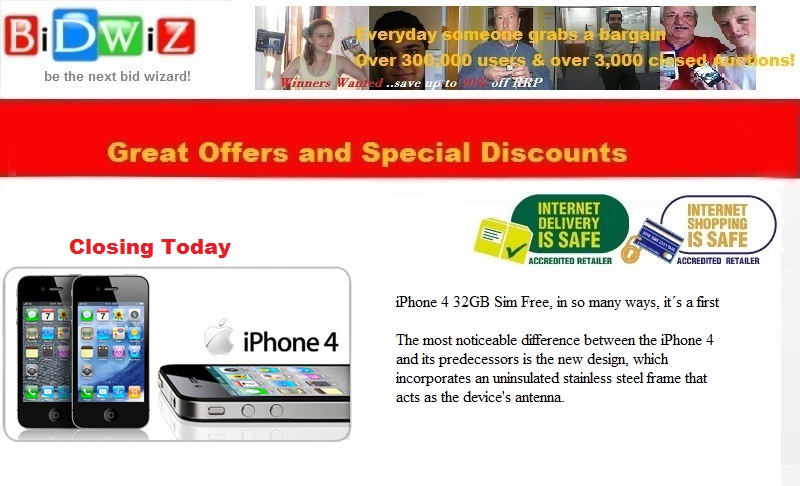 BiDWiZ
be the next bid wizard!
Everyday someone grabs a bargain
Over 300,000 users & over 3,000 closed Auctions!
Winners Wanted ..save up to 90% off RRP
Great Offers and Special Discounts
Closing Today
INTERNET
DELIVERY
IS SAFE
ACCREDITED RETAILER
INTERNET
SHOPPING
IS SAFE
ACCREDITED RETAILER
iPhone 4
iPhone 4 32GB Sim Free, in so many ways, it´s a first
The most noticeable difference between the iPhone 4
and its predecessors is the new design, which
incorporates an uninsulated stainless steel frame that
acts as the device's antenna.